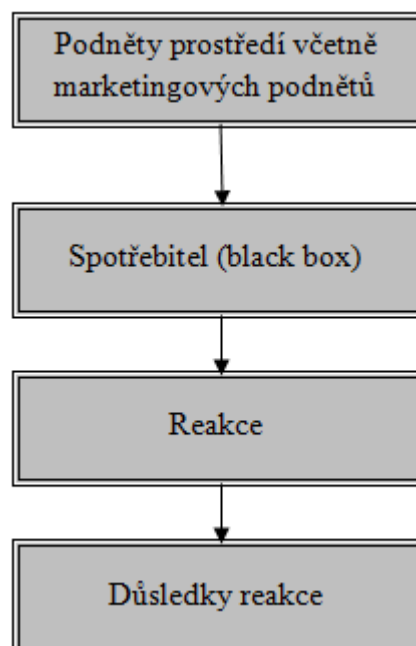 Podněty prostředí včetně
marketingových podnětů
Spotřebitel (black box)
Reakce
Důsledky reakce